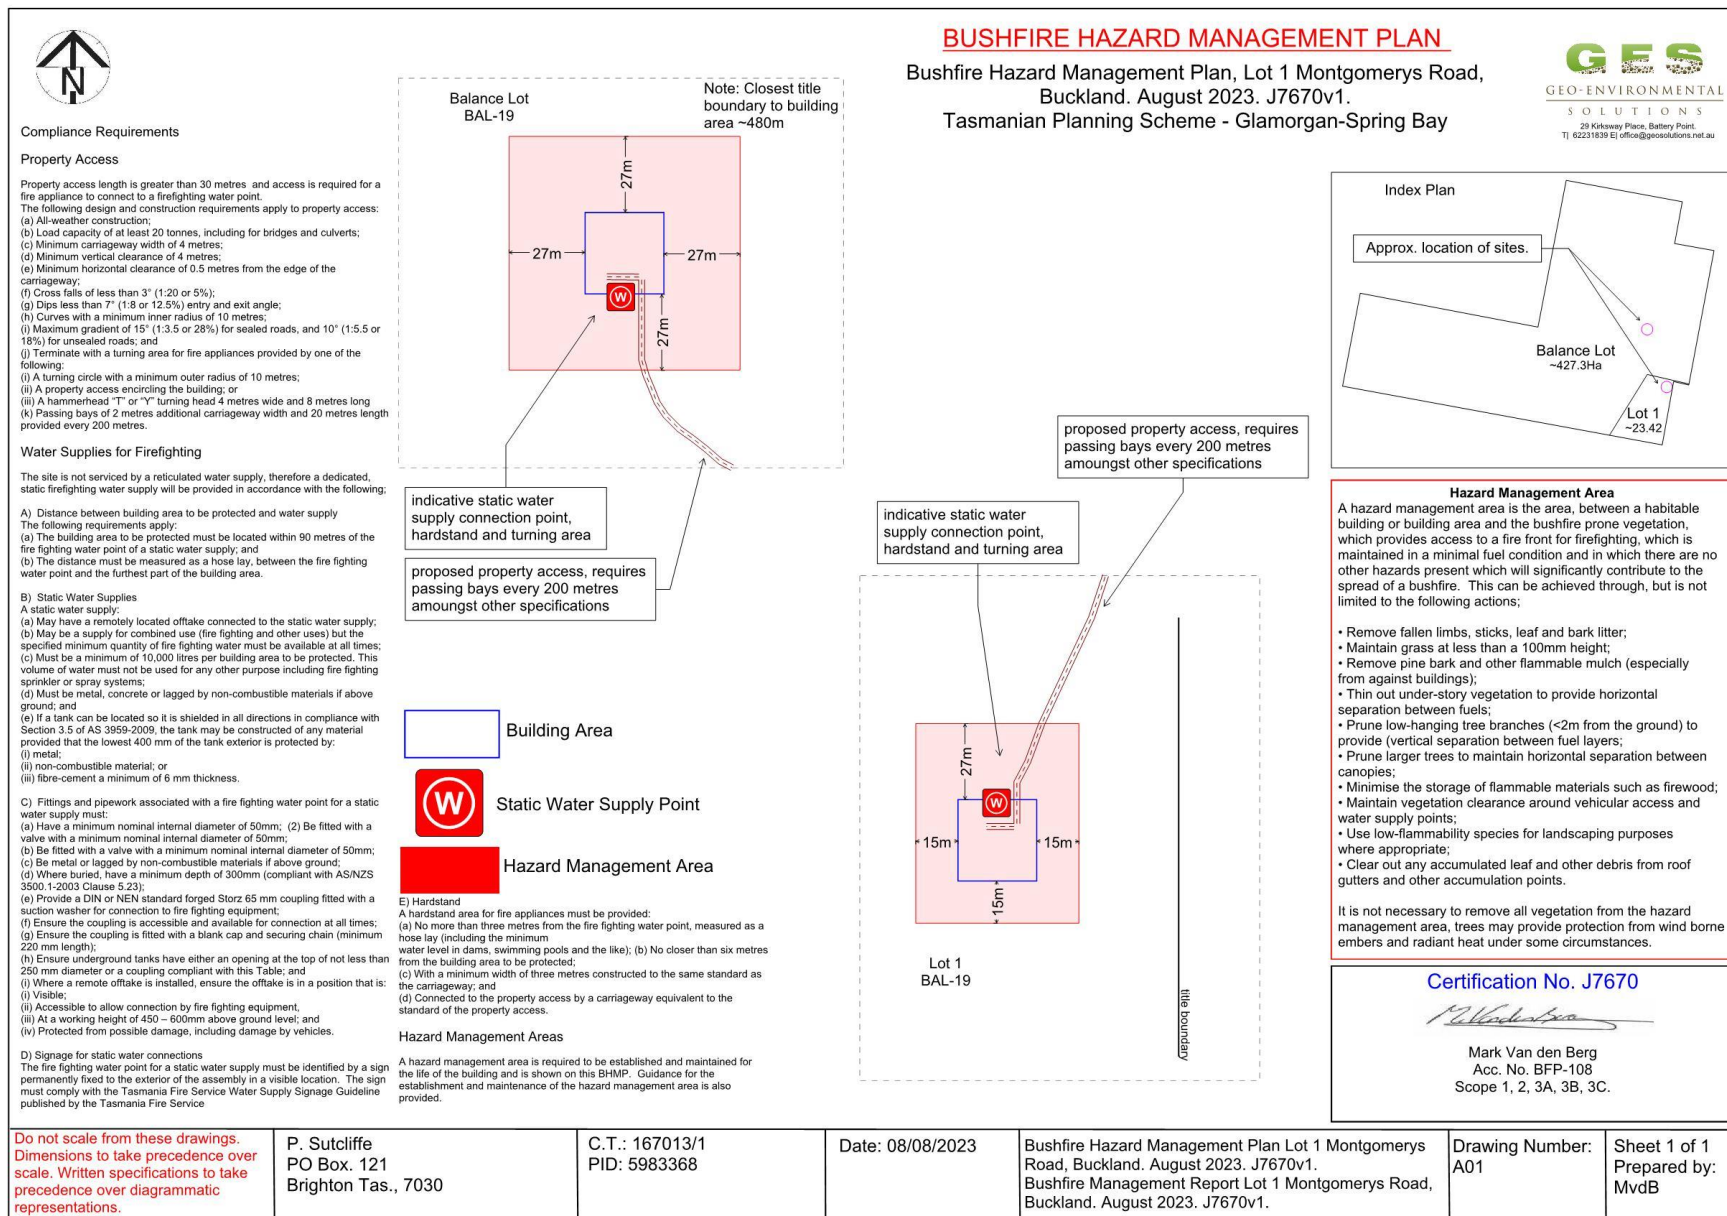 N
BUSHFIRE HAZARD MANAGEMENT PLAN
Bushfire Hazard Management Plan, Lot 1 Montgomerys Road,
Buckland. August 2023. J7670v1.
Tasmanian Planning Scheme - Glamorgan-Spring Bay
GES
GEO-ENVIRONMENTAL
SOLUTIONS
29 Kirksway Place, Battery Point.
T| 62231839 E| office@geosolutions.net.au
Compliance Requirements
Property Access
Property access length is greater than 30 metres  and access is required for a
fire appliance to connect to a firefighting water point.
The following design and construction requirements apply to property access:
(a) All-weather construction;
(b) Load capacity of at least 20 tonnes, including for bridges and culverts;
(c) Minimum carriageway width of 4 metres;
(d) Minimum vertical clearance of 4 metres;
(e) Minimum horizontal clearance of 0.5 metres from the edge of the
carriageway;
(f) Cross falls of less than 3° (1:20 or 5%);
(g) Dips less than 7° (1:8 or 12.5%) entry and exit angle;
(h) Curves with a minimum inner radius of 10 metres;
(i) Maximum gradient of 15° (1:3.5 or 28%) for sealed roads, and 10° (1:5.5 or
18%) for unsealed roads; and
(j) Terminate with a turning area for fire appliances provided by one of the
following:
(i) A turning circle with a minimum outer radius of 10 metres;
(ii) A property access encircling the building; or
(iii) A hammerhead "T" or "Y" turning head 4 metres wide and 8 metres long
(k) Passing bays of 2 metres additional carriageway width and 20 metres length
provided every 200 metres.
Water Supplies for Firefighting
The site is not serviced by a reticulated water supply, therefore a dedicated,
static firefighting water supply will be provided in accordance with the following;
A)  Distance between building area to be protected and water supply
The following requirements apply:
(a) The building area to be protected must be located within 90 metres of the
fire fighting water point of a static water supply; and
(b) The distance must be measured as a hose lay, between the fire fighting
water point and the furthest part of the building area.
B)  Static Water Supplies
A static water supply:
(a) May have a remotely located offtake connected to the static water supply;
(b) May be a supply for combined use (fire fighting and other uses) but the
specified minimum quantity of fire fighting water must be available at all times;
(c) Must be a minimum of 10,000 litres per building area to be protected. This
volume of water must not be used for any other purpose including fire fighting
sprinkler or spray systems;
(d) Must be metal, concrete or lagged by non-combustible materials if above
ground; and
(e) If a tank can be located so it is shielded in all directions in compliance with
Section 3.5 of AS 3959-2009, the tank may be constructed of any material
provided that the lowest 400 mm of the tank exterior is protected by:
(i) metal;
(ii) non-combustible material; or
(iii) fibre-cement a minimum of 6 mm thickness.
C)  Fittings and pipework associated with a fire fighting water point for a static
water supply must:
(a) Have a minimum nominal internal diameter of 50mm;  (2) Be fitted with a
valve with a minimum nominal internal diameter of 50mm;
(b) Be fitted with a valve with a minimum nominal internal diameter of 50mm;
(c) Be metal or lagged by non-combustible materials if above ground;
(d) Where buried, have a minimum depth of 300mm (compliant with AS/NZS
3500.1-2003 Clause 5.23);
(e) Provide a DIN or NEN standard forged Storz 65 mm coupling fitted with a
suction washer for connection to fire fighting equipment;
(f) Ensure the coupling is accessible and available for connection at all times;
(g) Ensure the coupling is fitted with a blank cap and securing chain (minimum
220 mm length);
(h) Ensure underground tanks have either an opening at the top of not less than
250 mm diameter or a coupling compliant with this Table; and
(i) Where a remote offtake is installed, ensure the offtake is in a position that is:
(i) Visible;
(ii) Accessible to allow connection by fire fighting equipment,
(iii) At a working height of 450 – 600mm above ground level; and
(iv) Protected from possible damage, including damage by vehicles.
D) Signage for static water connections
The fire fighting water point for a static water supply must be identified by a sign
permanently fixed to the exterior of the assembly in a visible location.  The sign
must comply with the Tasmania Fire Service Water Supply Signage Guideline
published by the Tasmania Fire Service
Balance Lot
BAL-19
Note: Closest title
boundary to building
area ~480m
27m
27m
27m
W
27m
indicative static water
supply connection point,
hardstand and turning area
proposed property access, requires
passing bays every 200 metres
amoungst other specifications
Building Area
W
Static Water Supply Point
Hazard Management Area
E) Hardstand
A hardstand area for fire appliances must be provided:
(a) No more than three metres from the fire fighting water point, measured as a
hose lay (including the minimum
water level in dams, swimming pools and the like); (b) No closer than six metres
from the building area to be protected;
(c) With a minimum width of three metres constructed to the same standard as
the carriageway; and
(d) Connected to the property access by a carriageway equivalent to the
standard of the property access.
Hazard Management Areas
A hazard management area is required to be established and maintained for
the life of the building and is shown on this BHMP.  Guidance for the
establishment and maintenance of the hazard management area is also
provided.
proposed property access, requires
passing bays every 200 metres
amoungst other specifications
indicative static water
supply connection point,
hardstand and turning area
27m
W
15m
15m
15m
Lot 1
BAL-19
title boundary
Index Plan
Approx. location of sites.
Balance Lot
~427.3Ha
Lot 1
~23.42
Hazard Management Area
A hazard management area is the area, between a habitable
building or building area and the bushfire prone vegetation,
which provides access to a fire front for firefighting, which is
maintained in a minimal fuel condition and in which there are no
other hazards present which will significantly contribute to the
spread of a bushfire.  This can be achieved through, but is not
limited to the following actions;
• Remove fallen limbs, sticks, leaf and bark litter;
• Maintain grass at less than a 100mm height;
• Remove pine bark and other flammable mulch (especially
from against buildings);
• Thin out under-story vegetation to provide horizontal
separation between fuels;
• Prune low-hanging tree branches (<2m from the ground) to
provide (vertical separation between fuel layers;
• Prune larger trees to maintain horizontal separation between
canopies;
• Minimise the storage of flammable materials such as firewood;
• Maintain vegetation clearance around vehicular access and
water supply points;
• Use low-flammability species for landscaping purposes
where appropriate;
• Clear out any accumulated leaf and other debris from roof
gutters and other accumulation points.
It is not necessary to remove all vegetation from the hazard
management area, trees may provide protection from wind borne
embers and radiant heat under some circumstances.
Certification No. J7670
Mark Van den Berg
Acc. No. BFP-108
Scope 1, 2, 3A, 3B, 3C.
Do not scale from these drawings.
Dimensions to take precedence over
scale. Written specifications to take
precedence over diagrammatic
representations.
P. Sutcliffe
PO Box. 121
Brighton Tas., 7030
C.T.: 167013/1
PID: 5983368
Date: 08/08/2023
Bushfire Hazard Management Plan Lot 1 Montgomerys
Road, Buckland. August 2023. J7670v1.
Bushfire Management Report Lot 1 Montgomerys Road,
Buckland. August 2023. J7670v1.
Drawing Number:
A01
Sheet 1 of 1
Prepared by:
MvdB